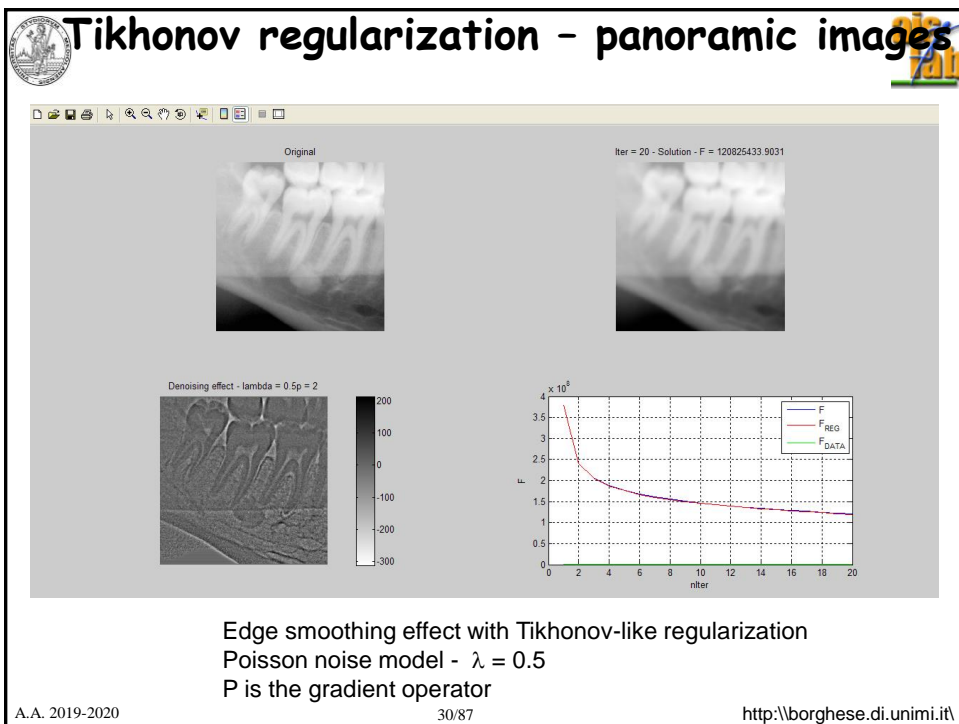 Tikhonov regularization – panoramic images
Original
Iter = 20 - Solution - F = 120825433.9031
Denoising effect - lambda = 0.5p = 2
200
100
0
-100
-200
-300
x 10^8
4
3.5
3
2.5
2
1.5
1
0.5
0
F
0 2 4 6 8 10 12 14 16 18 20
nIter
F
F_REG
F_DATA
Edge smoothing effect with Tikhonov-like regularization
Poisson noise model - λ = 0.5
P is the gradient operator
A.A. 2019-2020
30/87
http:\\borghese.di.unimi.it\